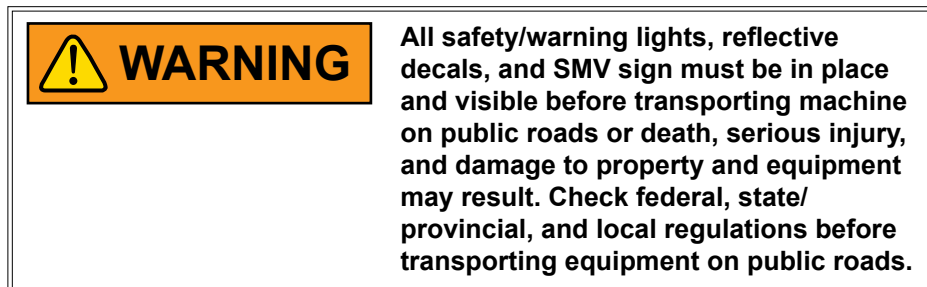 WARNING
All safety/warning lights, reflective
decals, and SMV sign must be in place
and visible before transporting machine
on public roads or death, serious injury,
and damage to property and equipment
may result. Check federal, state/
provincial, and local regulations before
transporting equipment on public roads.